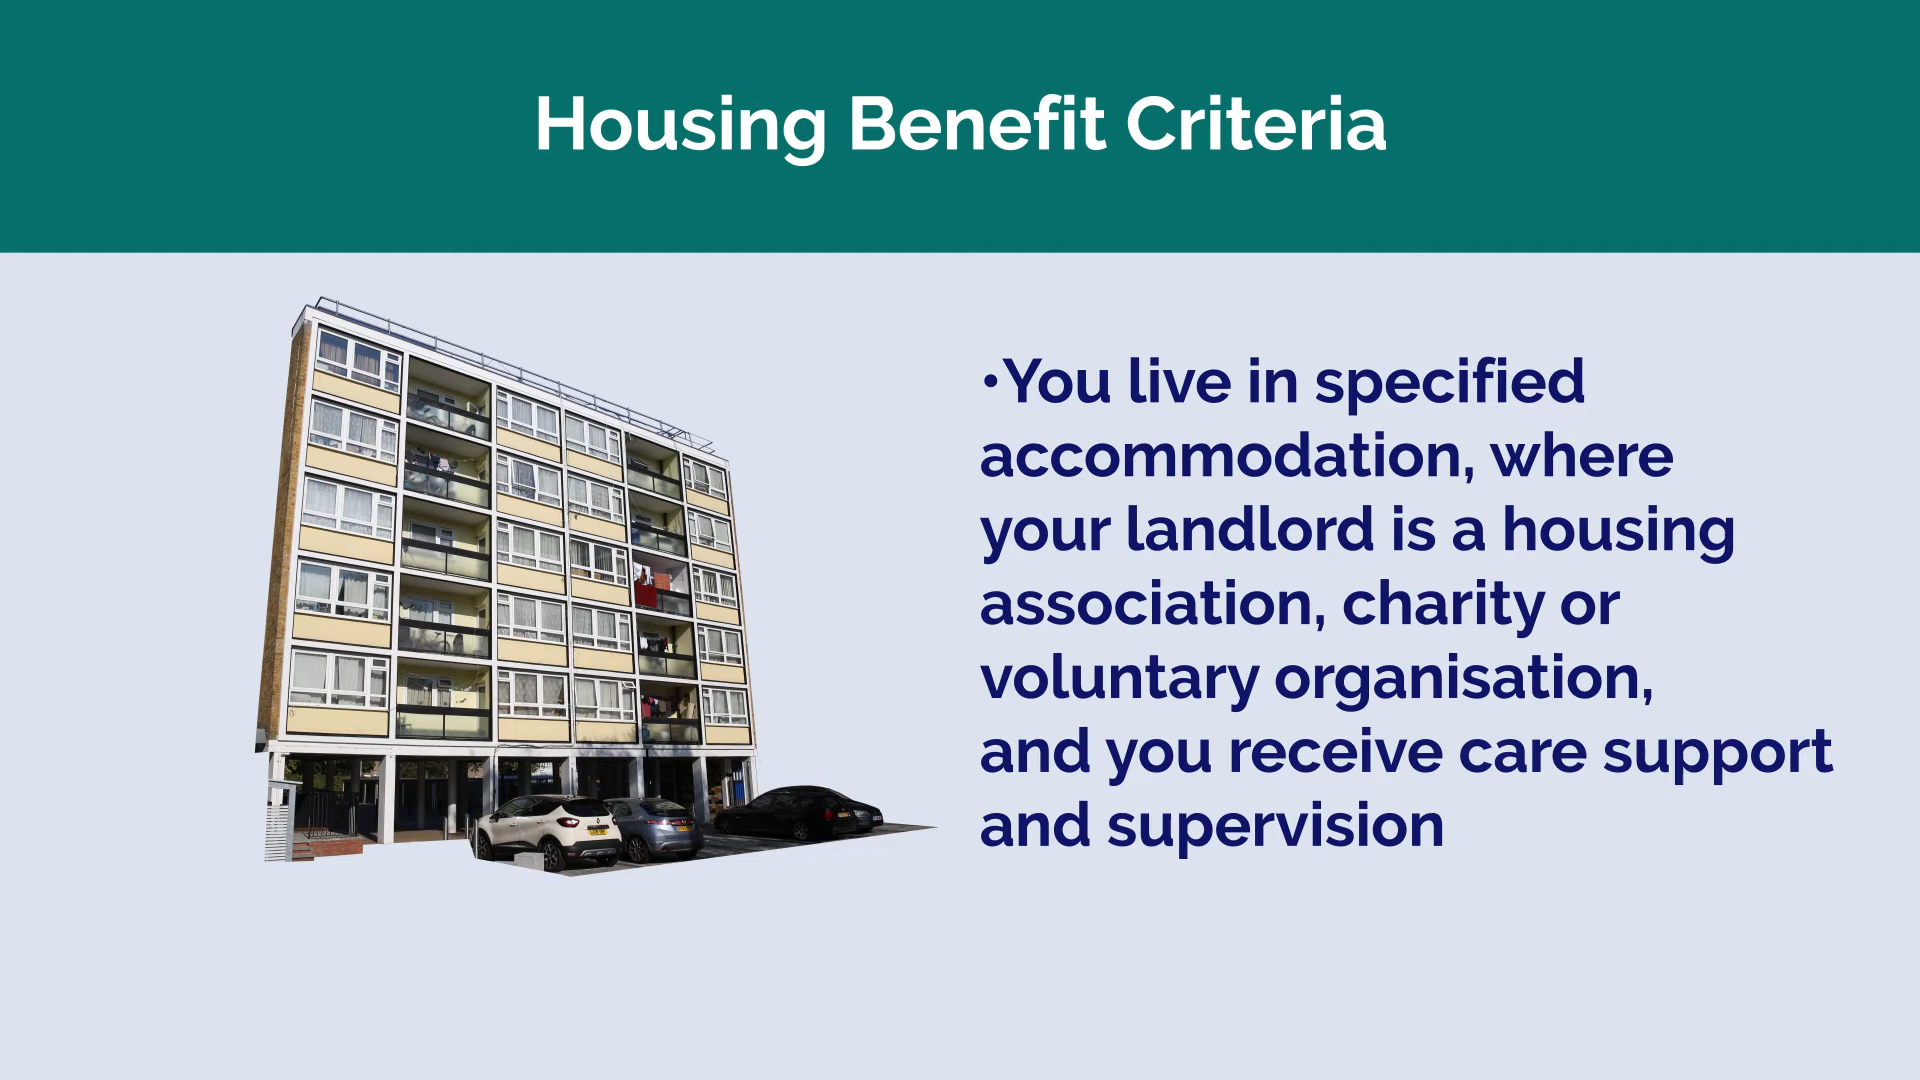 Housing Benefit Criteria
•You live in specified
accommodation, where
your landlord is a housing
association, charity or
voluntary organisation,
and you receive care support
and supervision